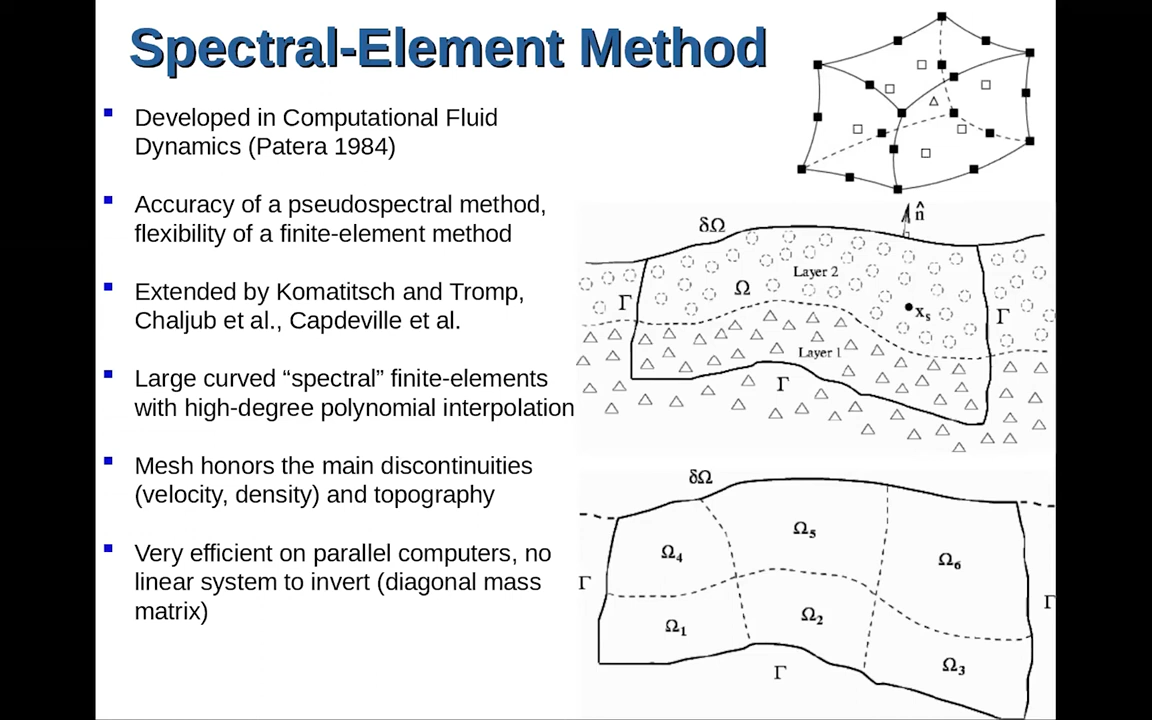 Spectral-Element Method
Developed in Computational Fluid
Dynamics (Patera 1984)
Accuracy of a pseudospectral method,
flexibility of a finite-element method
Extended by Komatitsch and Tromp,
Chaljub et al., Capdeville et al.
Large curved “spectral” finite-elements
with high-degree polynomial interpolation
Mesh honors the main discontinuities
(velocity, density) and topography
Very efficient on parallel computers, no
linear system to invert (diagonal mass
matrix)
n̂
δΩ
Layer 2
Ω
Γ
xₛ
Γ
Layer 1
Γ
δΩ
Ω₅
Ω₄
Ω₆
Γ
Γ
Ω₂
Ω₁
Ω₃
Γ